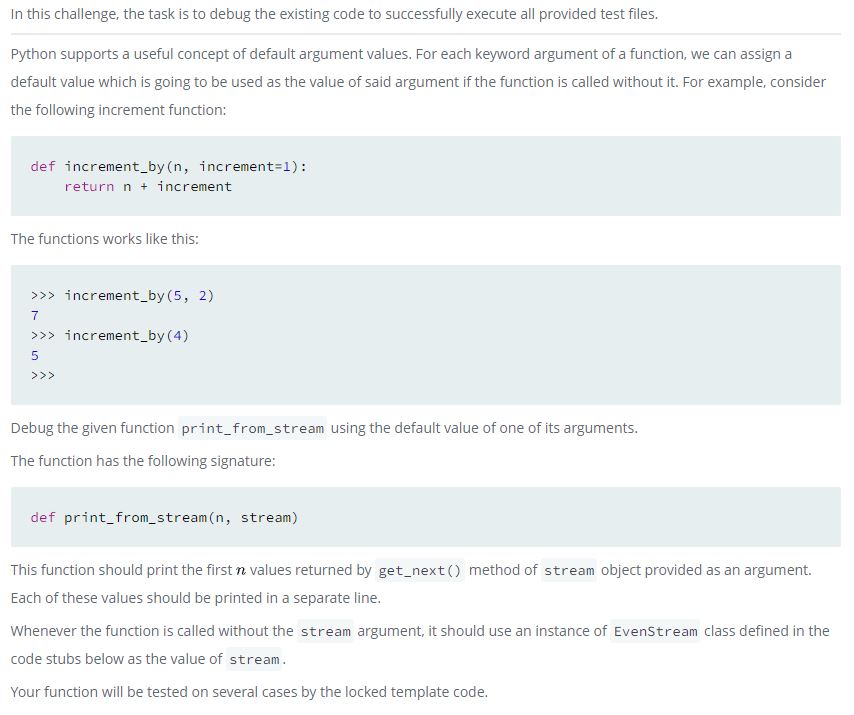 In this challenge, the task is to debug the existing code to successfully execute all provided test files.
Python supports a useful concept of default argument values. For each keyword argument of a function, we can assign a
default value which is going to be used as the value of said argument if the function is called without it. For example, consider
the following increment function:
def increment_by(n, increment=1):
    return n + increment
The functions works like this:
>>> increment_by(5, 2)
7
>>> increment_by(4)
5
>>>
Debug the given function print_from_stream using the default value of one of its arguments.
The function has the following signature:
def print_from_stream(n, stream)
This function should print the first n values returned by get_next() method of stream object provided as an argument.
Each of these values should be printed in a separate line.
Whenever the function is called without the stream argument, it should use an instance of EvenStream class defined in the
code stubs below as the value of stream.
Your function will be tested on several cases by the locked template code.